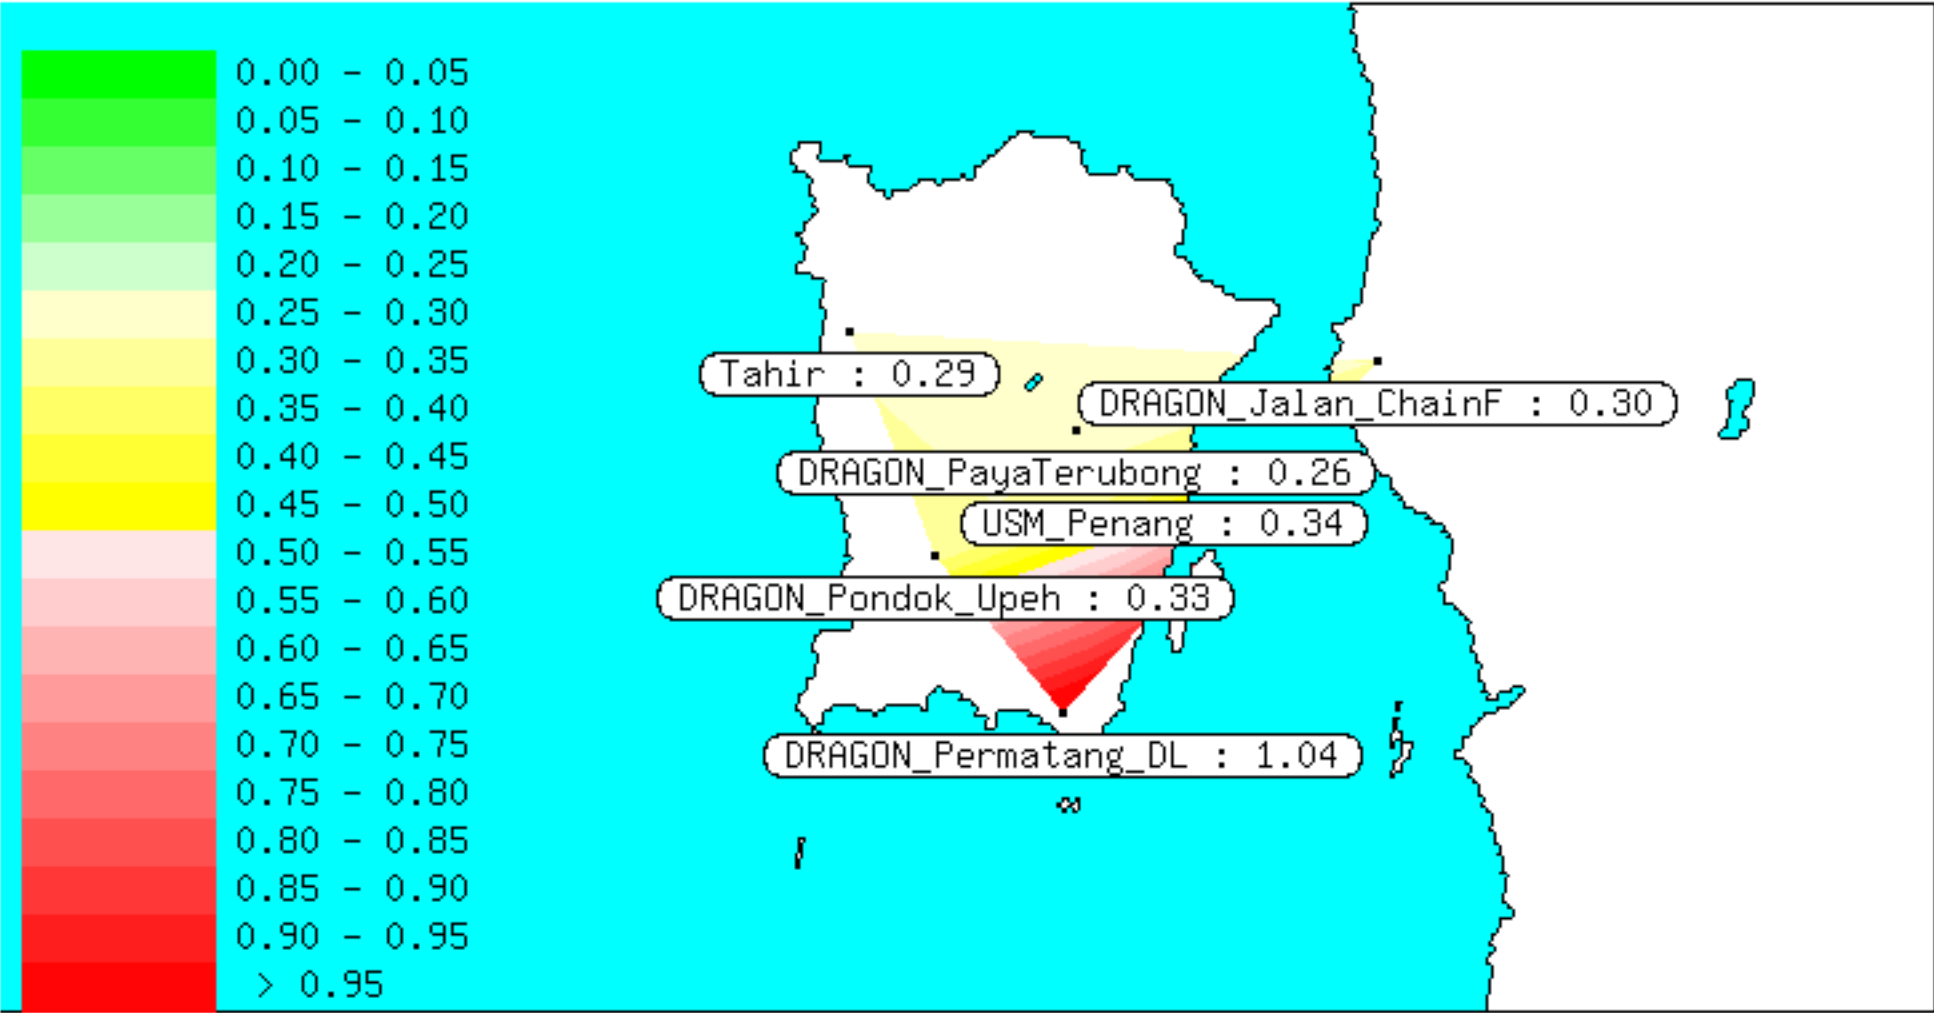 0.00 - 0.05
0.05 - 0.10
0.10 - 0.15
0.15 - 0.20
0.20 - 0.25
0.25 - 0.30
0.30 - 0.35
0.35 - 0.40
0.40 - 0.45
0.45 - 0.50
0.50 - 0.55
0.55 - 0.60
0.60 - 0.65
0.65 - 0.70
0.70 - 0.75
0.75 - 0.80
0.80 - 0.85
0.85 - 0.90
0.90 - 0.95
> 0.95
Tahir : 0.29
DRAGON_Jalan_ChainF : 0.30
DRAGON_PayaTerubong : 0.26
USM_Penang : 0.34
DRAGON_Pondok_Upeh : 0.33
DRAGON_Permatang_DL : 1.04